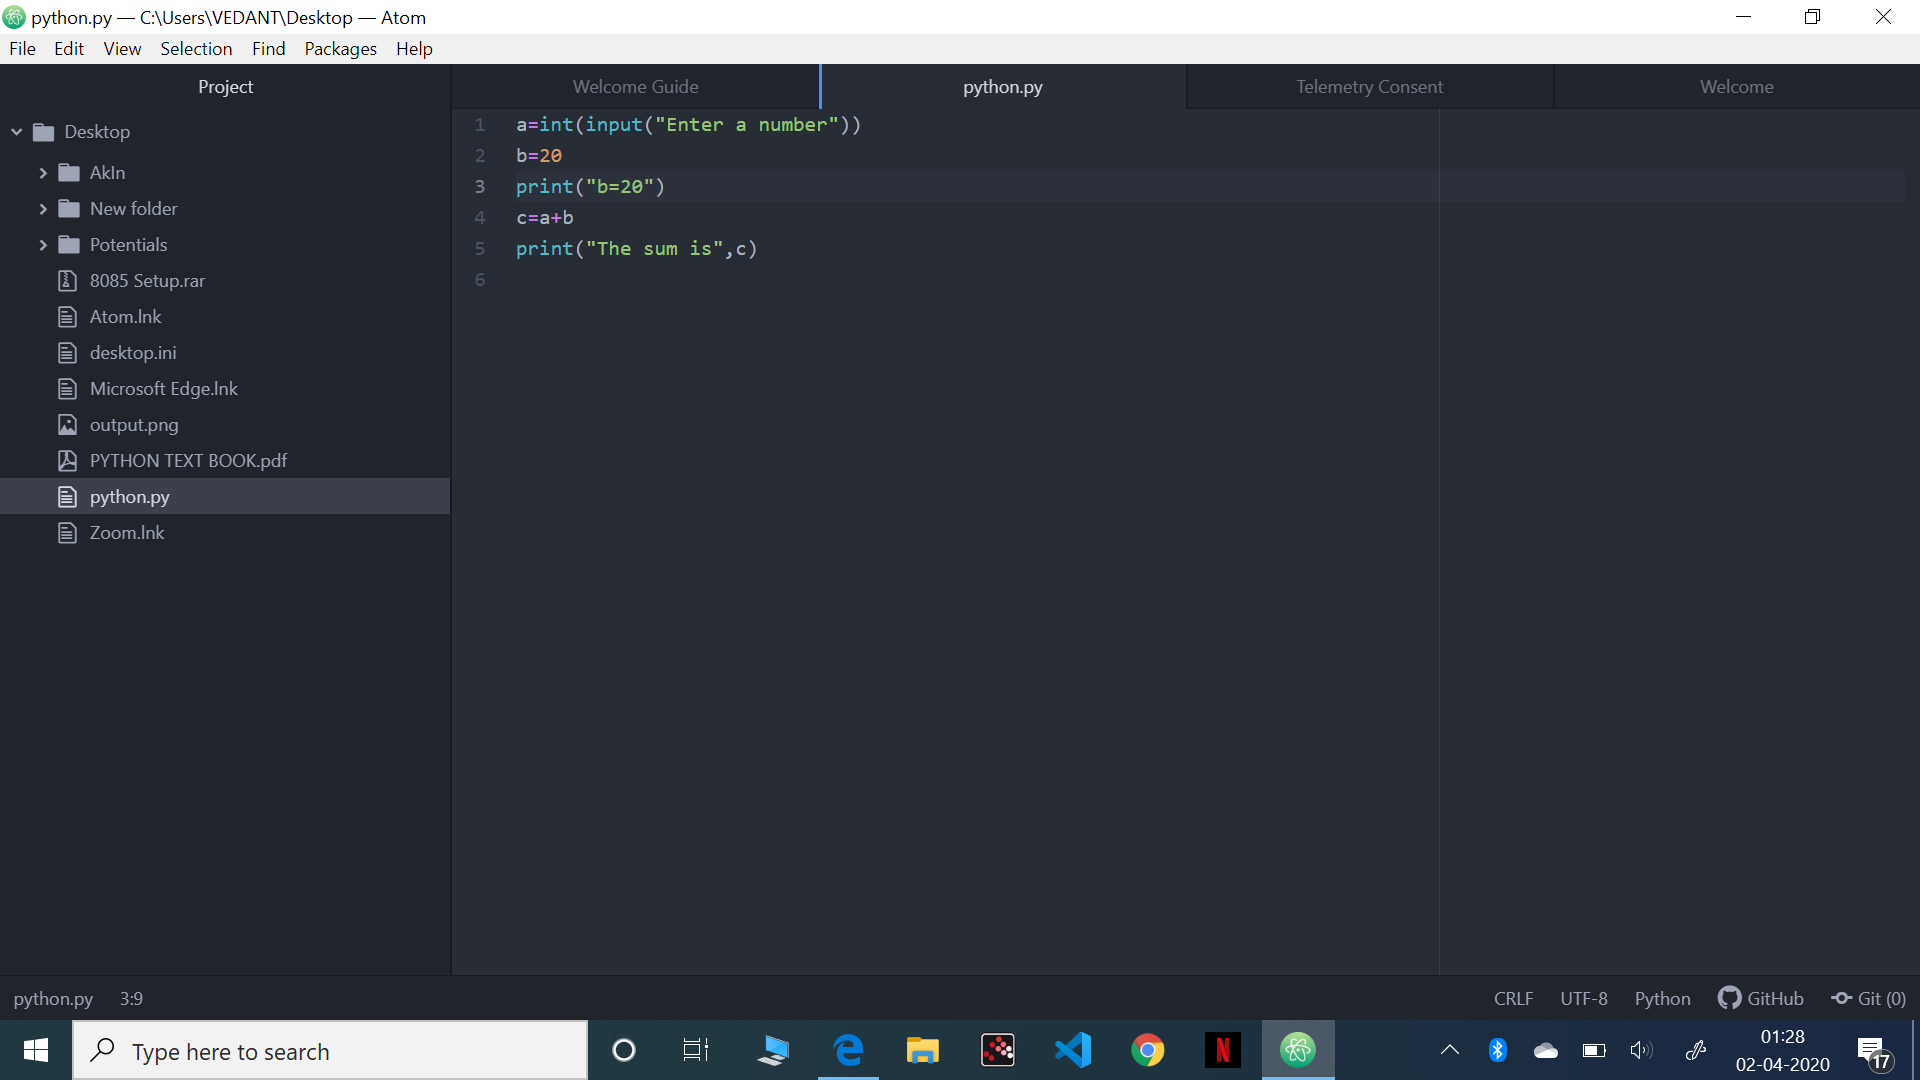 python.py — C:\Users\VEDANT\Desktop — Atom
File Edit View Selection Find Packages Help
Project
Welcome Guide
python.py
Telemetry Consent
Welcome
Desktop
AkIn
New folder
Potentials
8085 Setup.rar
Atom.lnk
desktop.ini
Microsoft Edge.lnk
output.png
PYTHON TEXT BOOK.pdf
python.py
Zoom.lnk
1 a=int(input("Enter a number"))
2 b=20
3 print("b=20")
4 c=a+b
5 print("The sum is",c)
6
python.py 3:9
CRLF UTF-8 Python GitHub Git (0)
Type here to search
N
01:28
02-04-2020
17